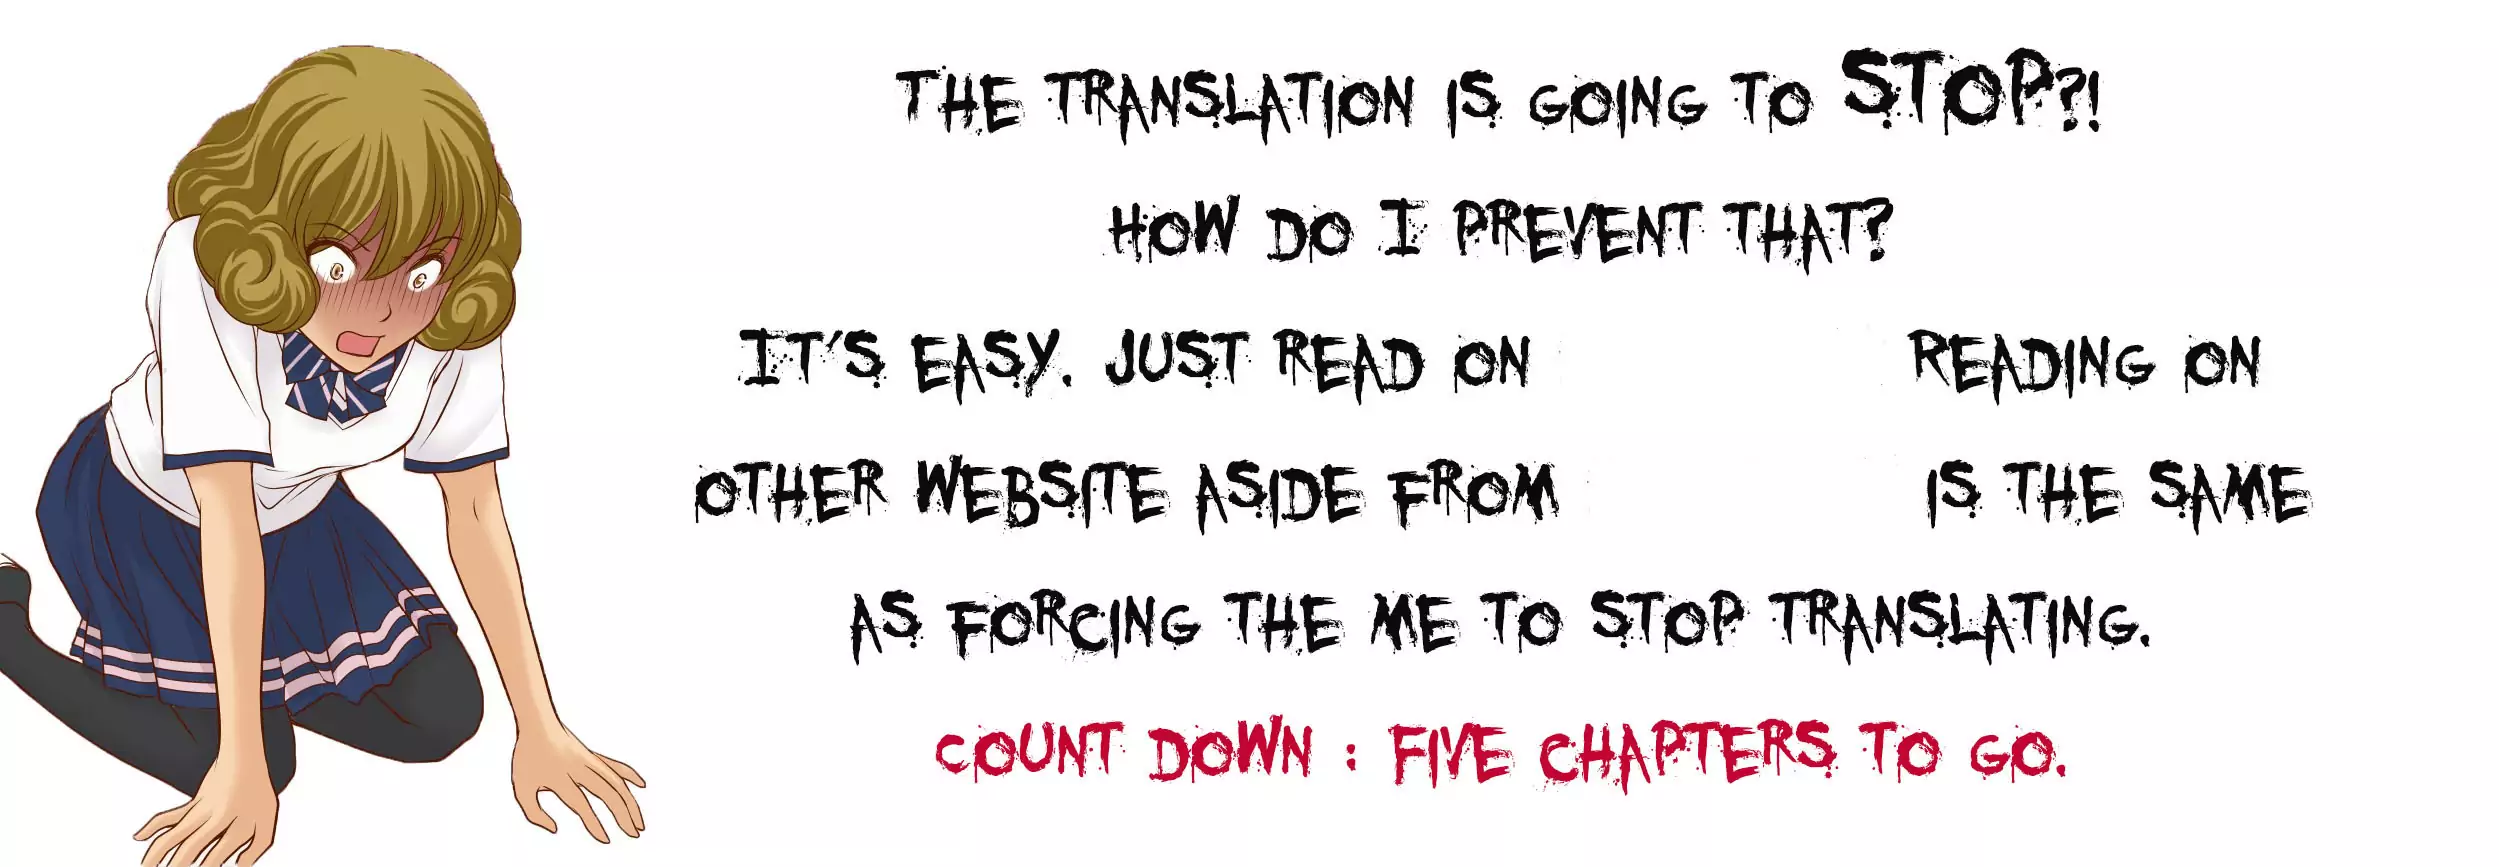 THE TRANSLATION IS GOING TO STOP?!
HOW DO I PREVENT THAT?
IT'S EASY. JUST READ ON READING ON
OTHER WEBSITE ASIDE FROM IS THE SAME
AS FORCING THE ME TO STOP TRANSLATING.
COUNT DOWN : FIVE CHAPTERS TO GO.